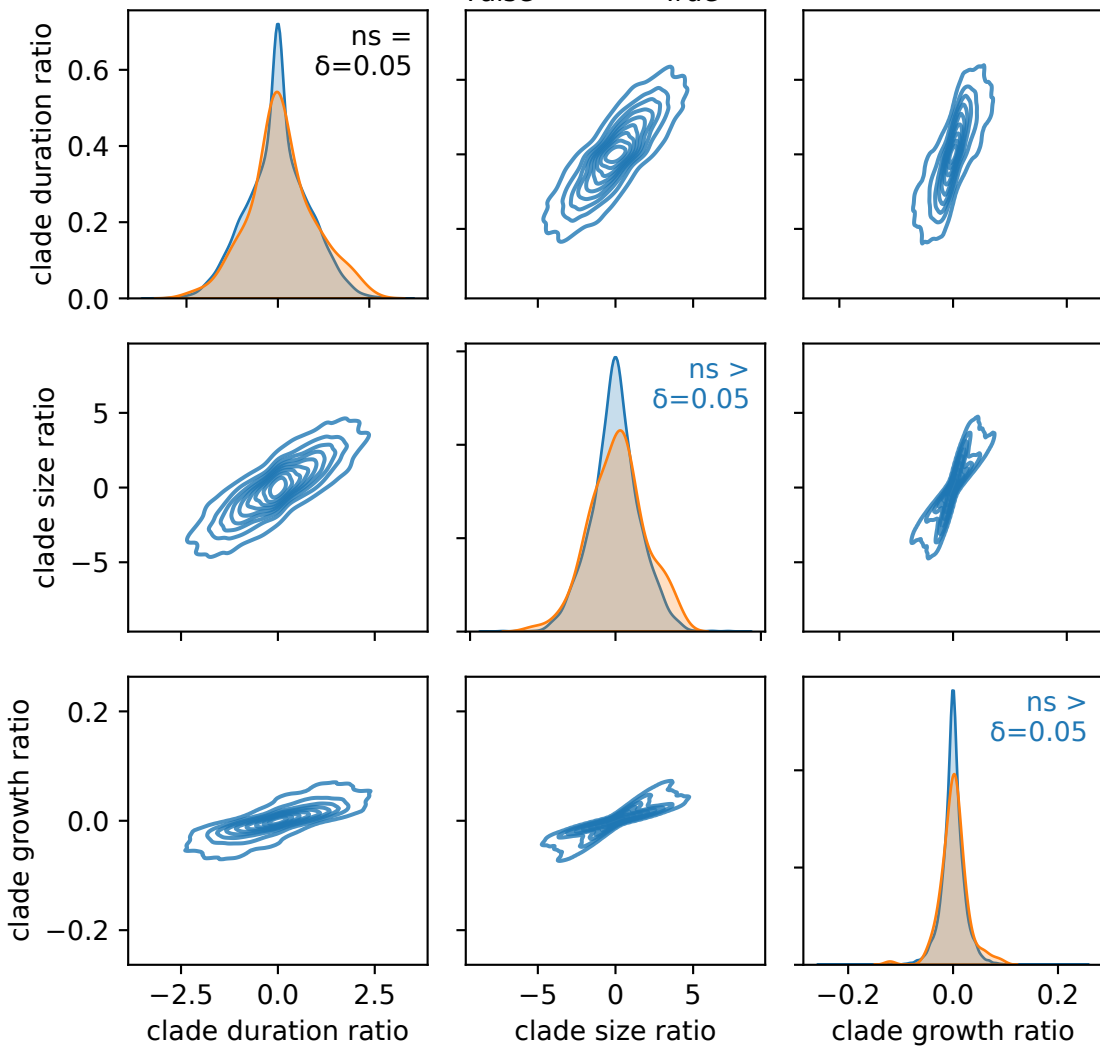 ns =
δ=0.05
clade duration ratio
0.6
0.4
0.2
0.0
ns >
δ=0.05
clade size ratio
5
0
−5
ns >
δ=0.05
clade growth ratio
0.2
0.0
−0.2
−2.5 0.0 2.5 −5 0 5 −0.2 0.0 0.2
clade duration ratio clade size ratio clade growth ratio